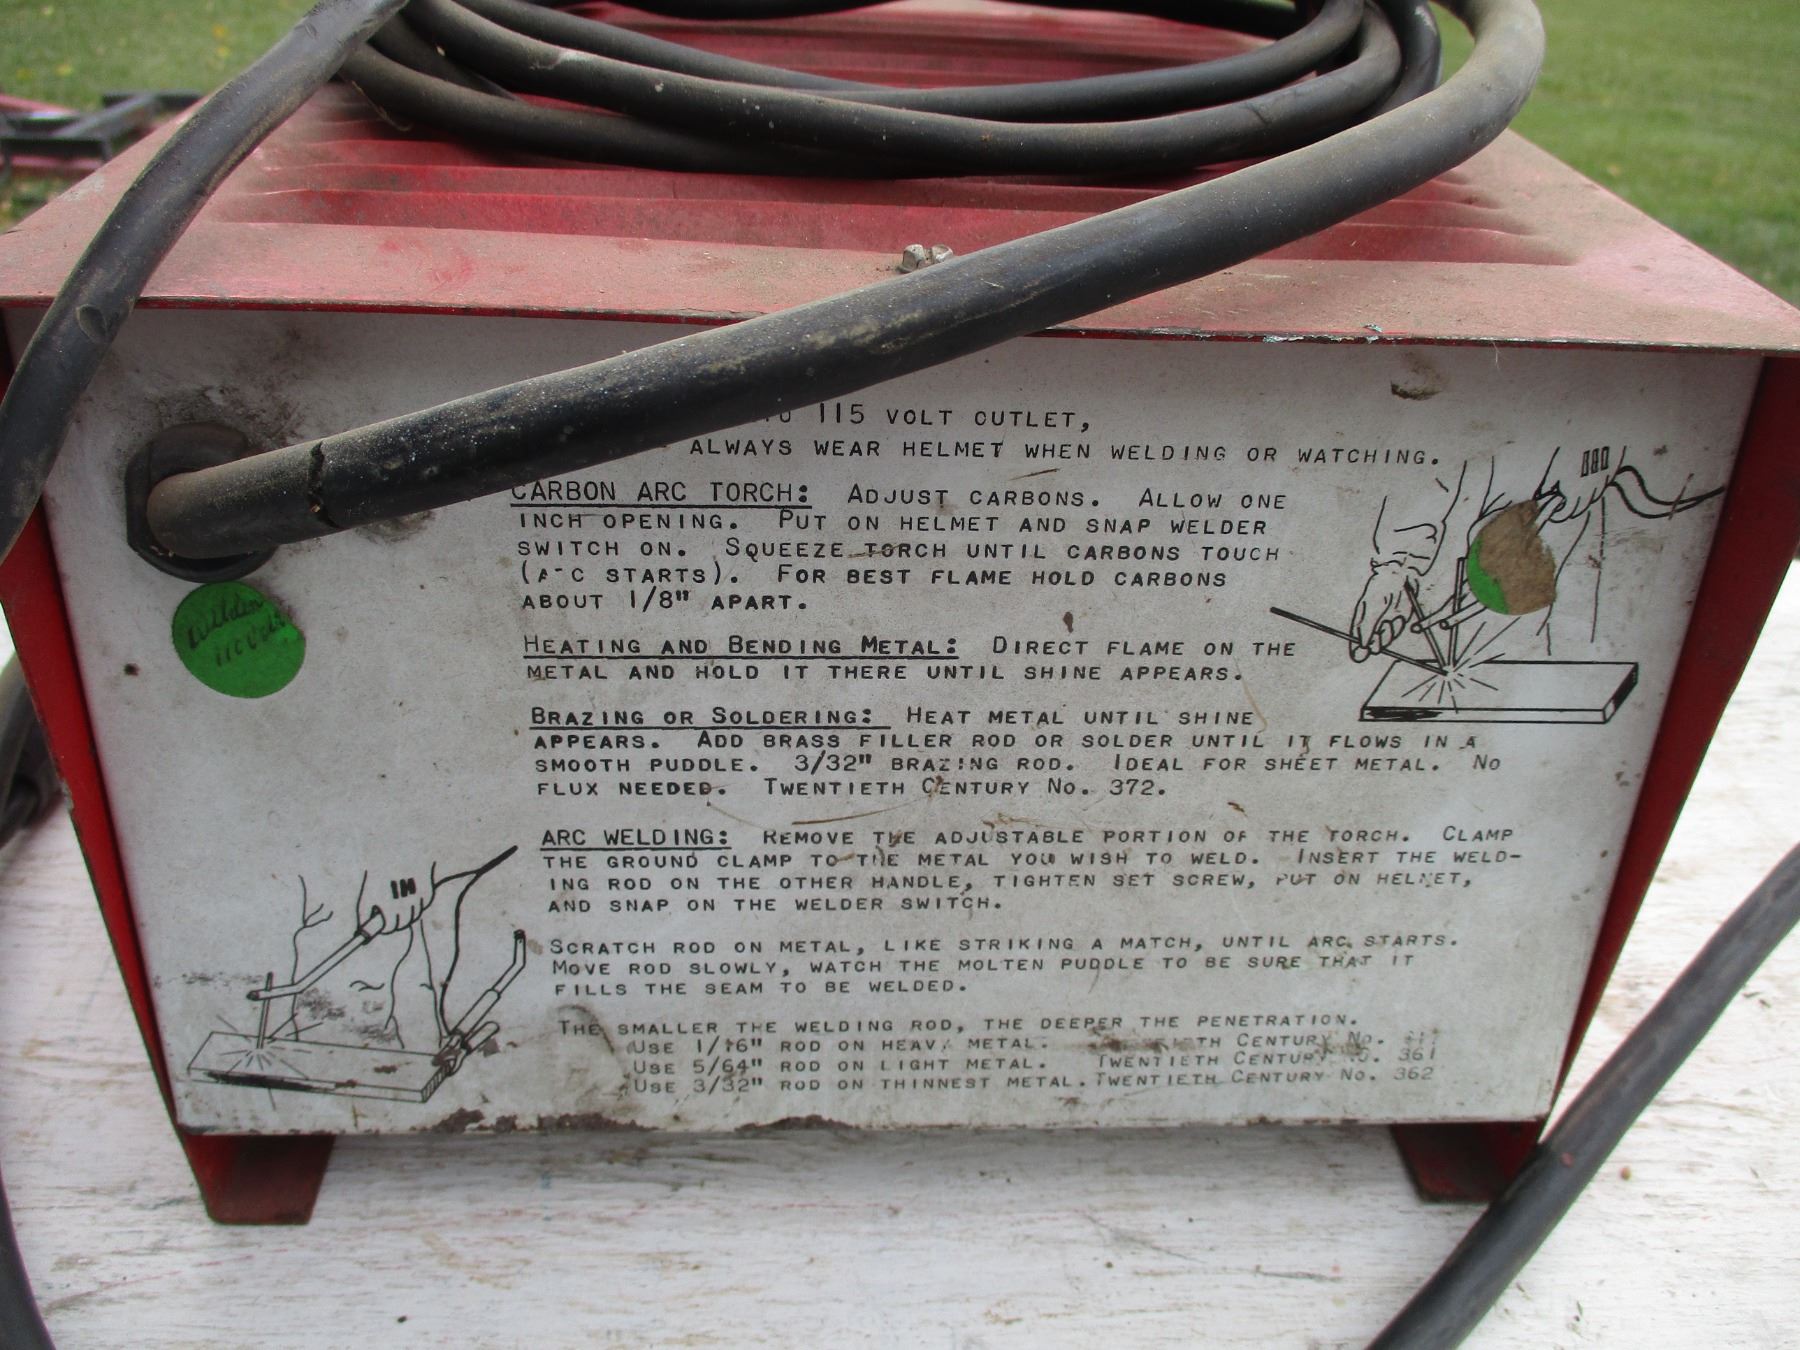 115 VOLT OUTLET,
ALWAYS WEAR HELMET WHEN WELDING OR WATCHING.
CARBON ARC TORCH: ADJUST CARBONS. ALLOW ONE
INCH OPENING. PUT ON HELMET AND SNAP WELDER
SWITCH ON. SQUEEZE TORCH UNTIL CARBONS TOUCH
(ARC STARTS). FOR BEST FLAME HOLD CARBONS
ABOUT 1/8" APART.
HEATING AND BENDING METAL: DIRECT FLAME ON THE
METAL AND HOLD IT THERE UNTIL SHINE APPEARS.
BRAZING OR SOLDERING: HEAT METAL UNTIL SHINE
APPEARS. ADD BRASS FILLER ROD OR SOLDER UNTIL IT FLOWS IN A
SMOOTH PUDDLE. 3/32" BRAZING ROD. IDEAL FOR SHEET METAL. NO
FLUX NEEDED. TWENTIETH CENTURY NO. 372.
ARC WELDING: REMOVE THE ADJUSTABLE PORTION OF THE TORCH. CLAMP
THE GROUND CLAMP TO THE METAL YOU WISH TO WELD. INSERT THE WELD-
ING ROD ON THE OTHER HANDLE, TIGHTEN SET SCREW, PUT ON HELMET,
AND SNAP ON THE WELDER SWITCH.
SCRATCH ROD ON METAL, LIKE STRIKING A MATCH, UNTIL ARC STARTS.
MOVE ROD SLOWLY, WATCH THE MOLTEN PUDDLE TO BE SURE THAT IT
FILLS THE SEAM TO BE WELDED.
THE SMALLER THE WELDING ROD, THE DEEPER THE PENETRATION.
USE 1/16" ROD ON HEAVY METAL. TWENTIETH CENTURY NO.
USE 5/64" ROD ON LIGHT METAL. TWENTIETH CENTURY NO. 361
USE 3/32" ROD ON THINNEST METAL. TWENTIETH CENTURY NO. 362
Welder
110 Volt